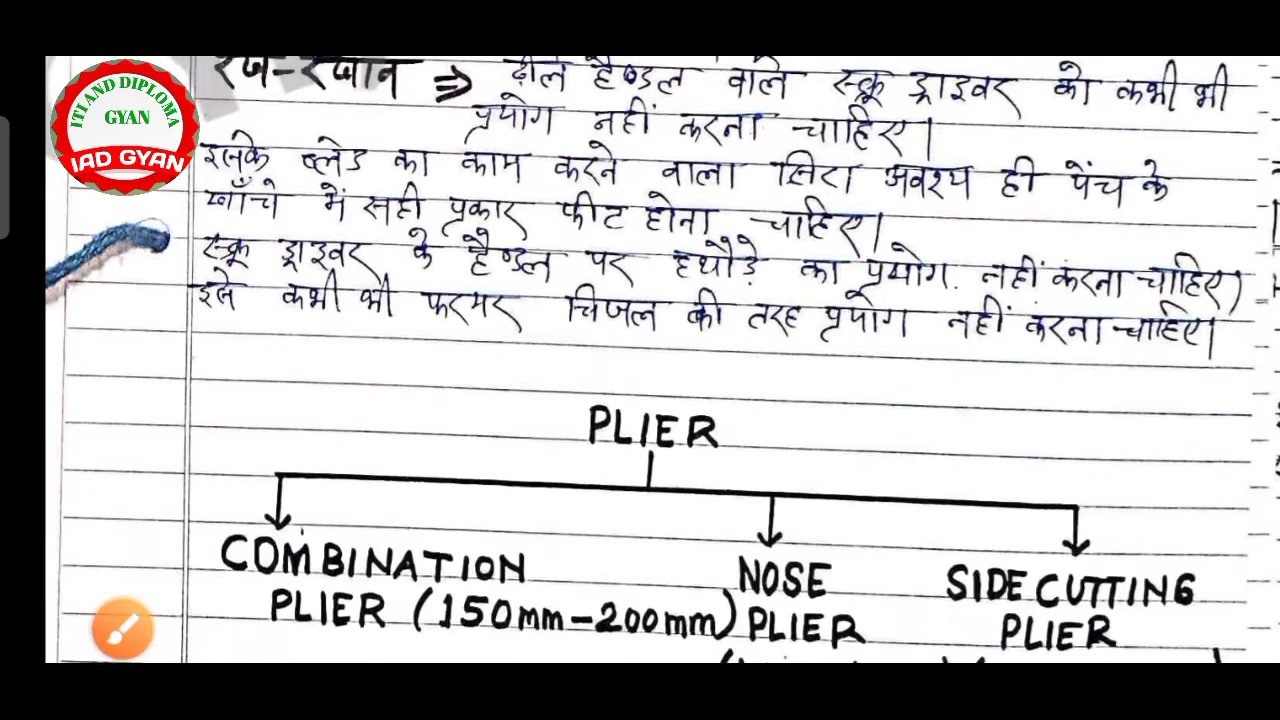 ITI AND DIPLOMA
GYAN
IAD GYAN
रख-रखाव ⇒ ढीले हैण्डल वाले स्क्रू ड्राइवर को कभी भी
प्रयोग नहीं करना चाहिए।
इसके ब्लेड का काम करने वाला सिरा अवश्य ही पेंच के
खाँचे में सही प्रकार फीट होना चाहिए।
स्क्रू ड्राइवर के हैण्डल पर हथौड़े का प्रयोग नहीं करना चाहिए।
इसे कभी भी फरमर चिजल की तरह प्रयोग नहीं करना चाहिए।
PLIER
COMBINATION NOSE SIDE CUTTING
PLIER (150mm-200mm) PLIER PLIER